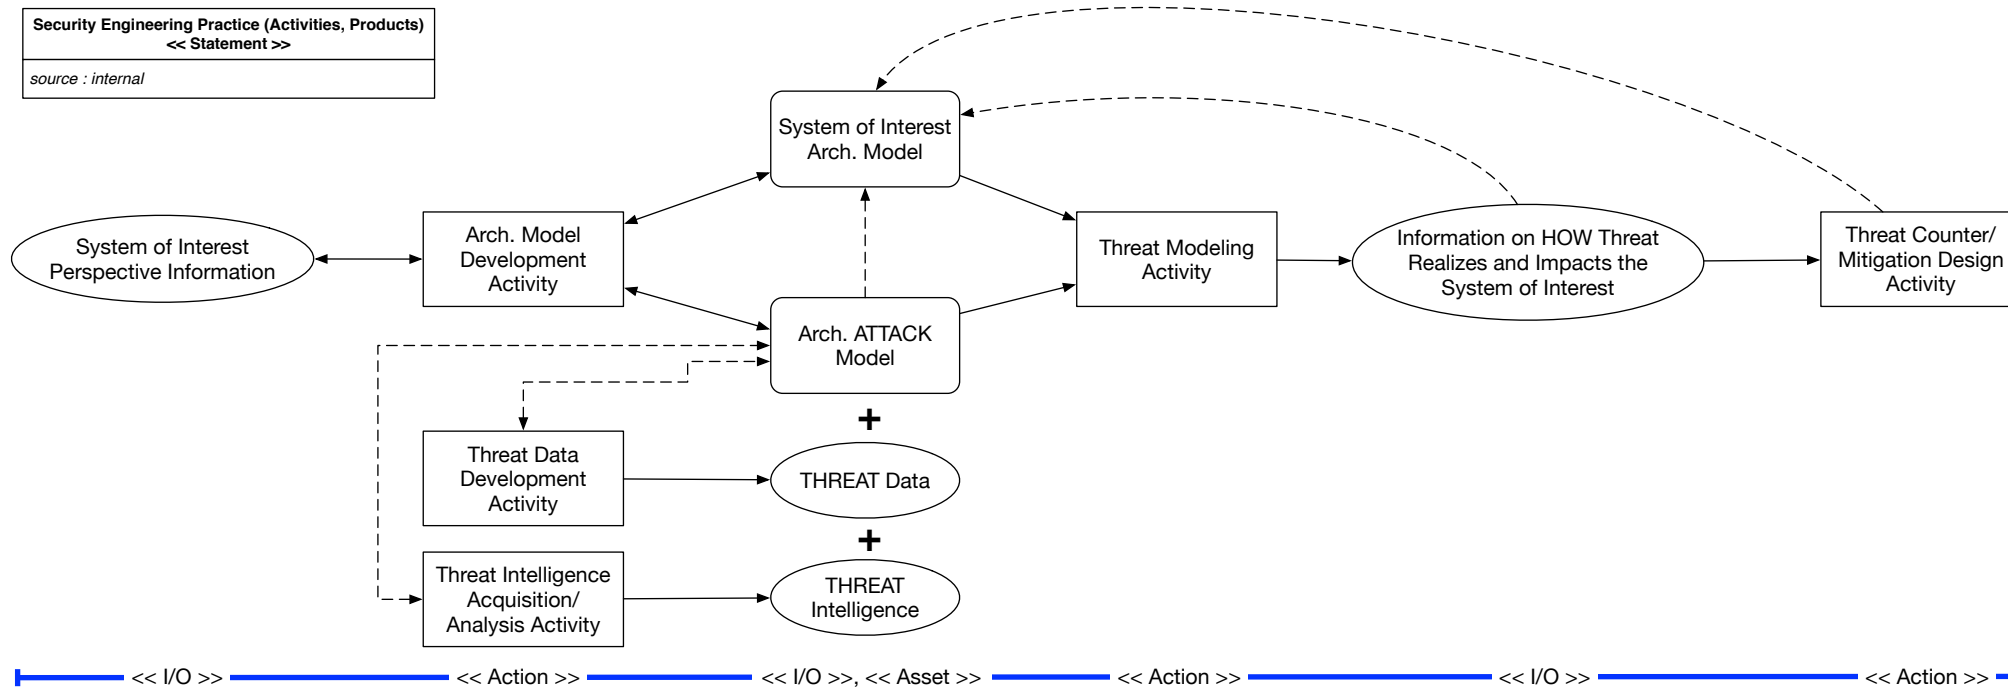 Security Engineering Practice (Activities, Products)
<< Statement >>
source : internal
System of Interest
Arch. Model
System of Interest
Perspective Information
Arch. Model
Development
Activity
Threat Modeling
Activity
Information on HOW Threat
Realizes and Impacts the
System of Interest
Threat Counter/
Mitigation Design
Activity
Arch. ATTACK
Model
+
Threat Data
Development
Activity
THREAT Data
+
Threat Intelligence
Acquisition/
Analysis Activity
THREAT
Intelligence
<< I/O >> << Action >> << I/O >>, << Asset >> << Action >> << I/O >> << Action >>